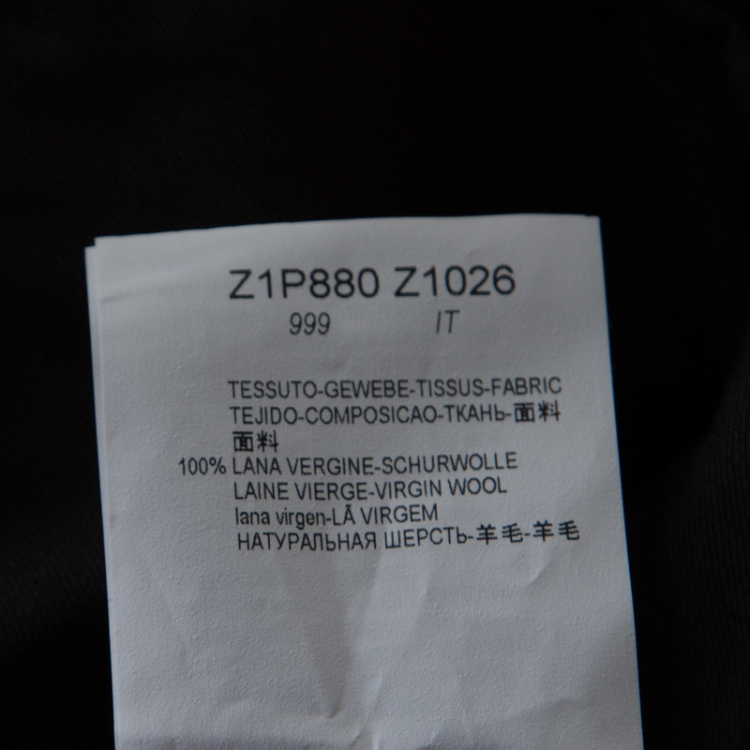 Z1P880 Z1026
999 IT
TESSUTO-GEWEBE-TISSUS-FABRIC
TEJIDO-COMPOSICAO-ТКАНЬ-面料
面料
100% LANA VERGINE-SCHURWOLLE
LAINE VIERGE-VIRGIN WOOL
lana virgen-LÃ VIRGEM
НАТУРАЛЬНАЯ ШЕРСТЬ-羊毛-羊毛